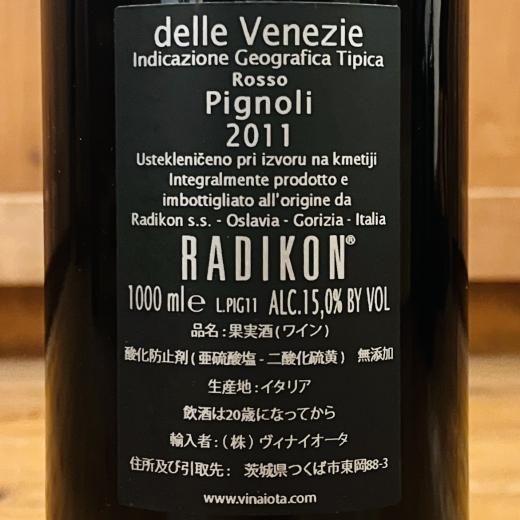 delle Venezie
Indicazione Geografica Tipica
Rosso
Pignoli
2011
Ustekleničeno pri izvoru na kmetiji
Integralmente prodotto e
imbottigliato all'origine da
Radikon s.s. - Oslavia - Gorizia - Italia
RADIKON®
1000 ml e L.PIG11 ALC.15,0% BY VOL
品名:果実酒(ワイン)
酸化防止剤(亜硫酸塩-二酸化硫黄) 無添加
生産地:イタリア
飲酒は20歳になってから
輸入者:(株)ヴィナイオータ
住所及び引取先: 茨城県つくば市東岡88-3
www.vinaiota.com